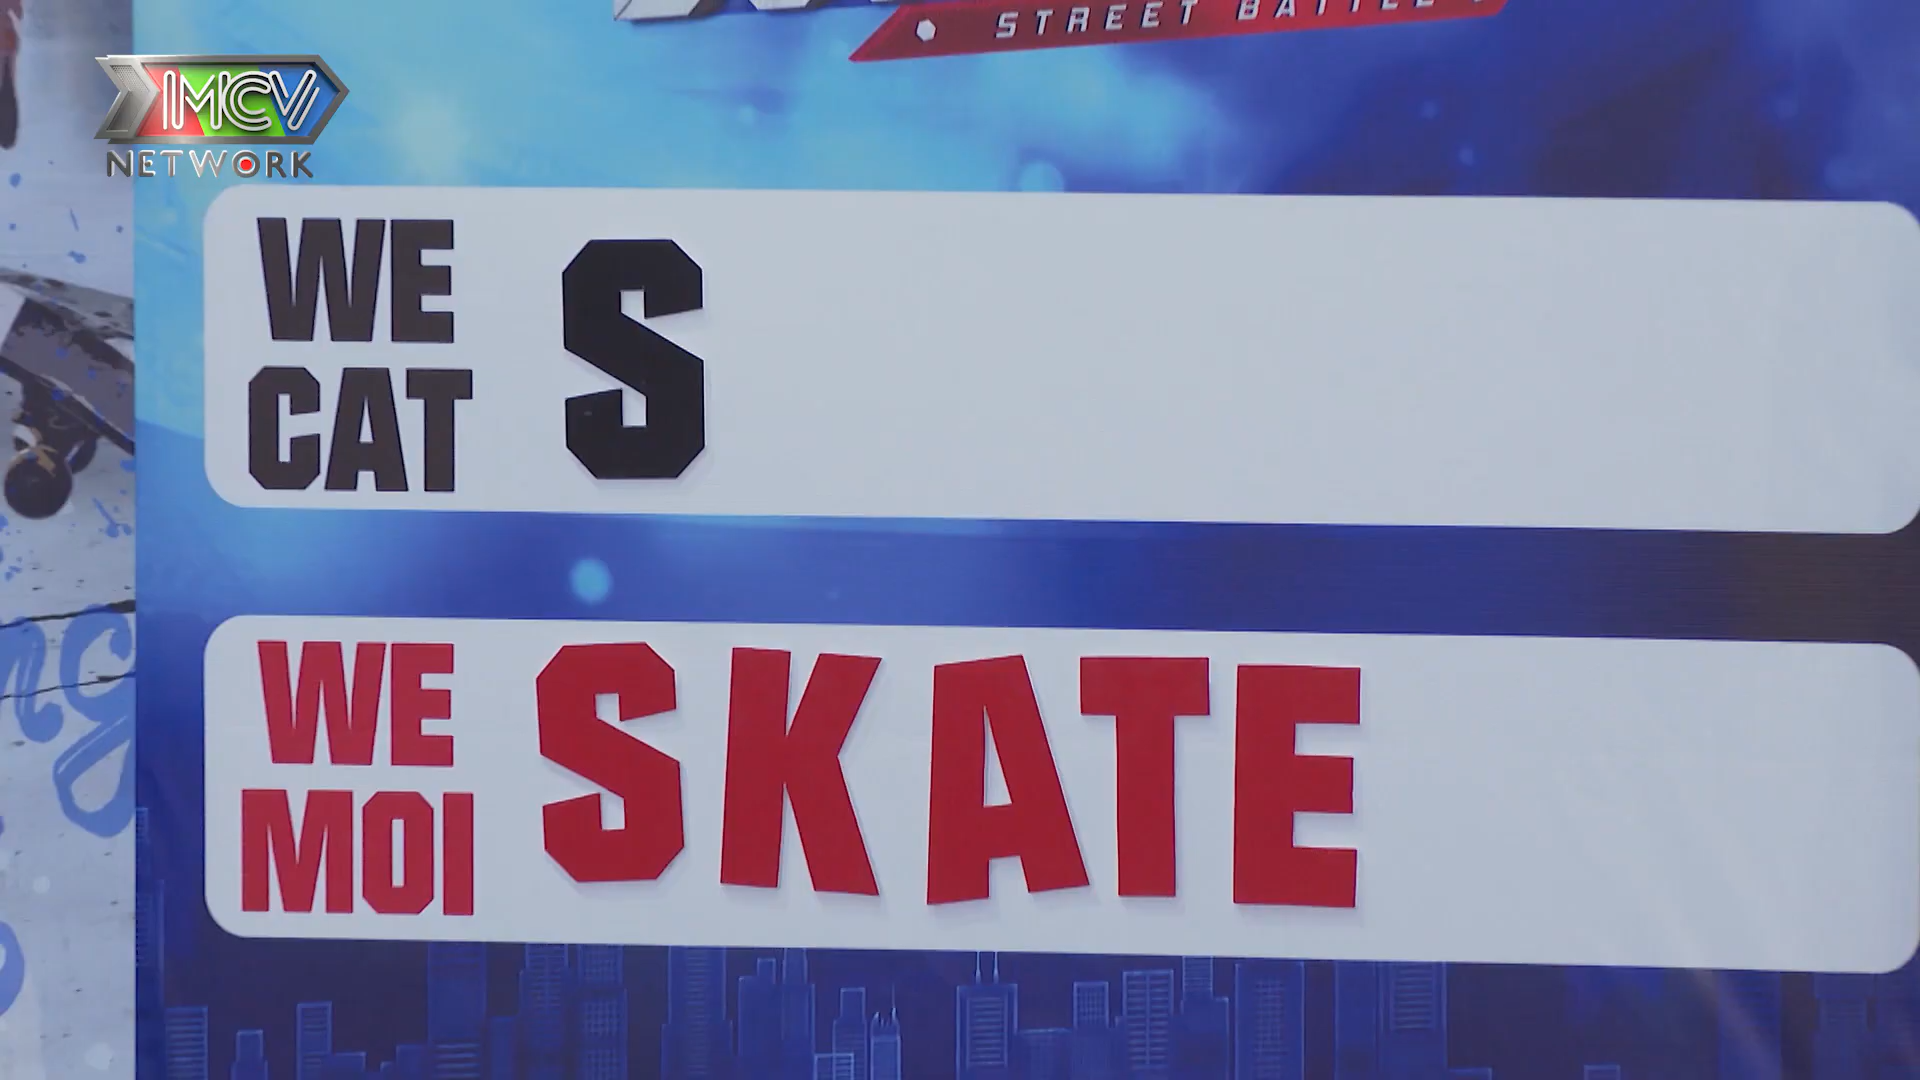 STREET BATTLE
MCV
NETWORK
WE
CAT
S
WE
MOI
SKATE